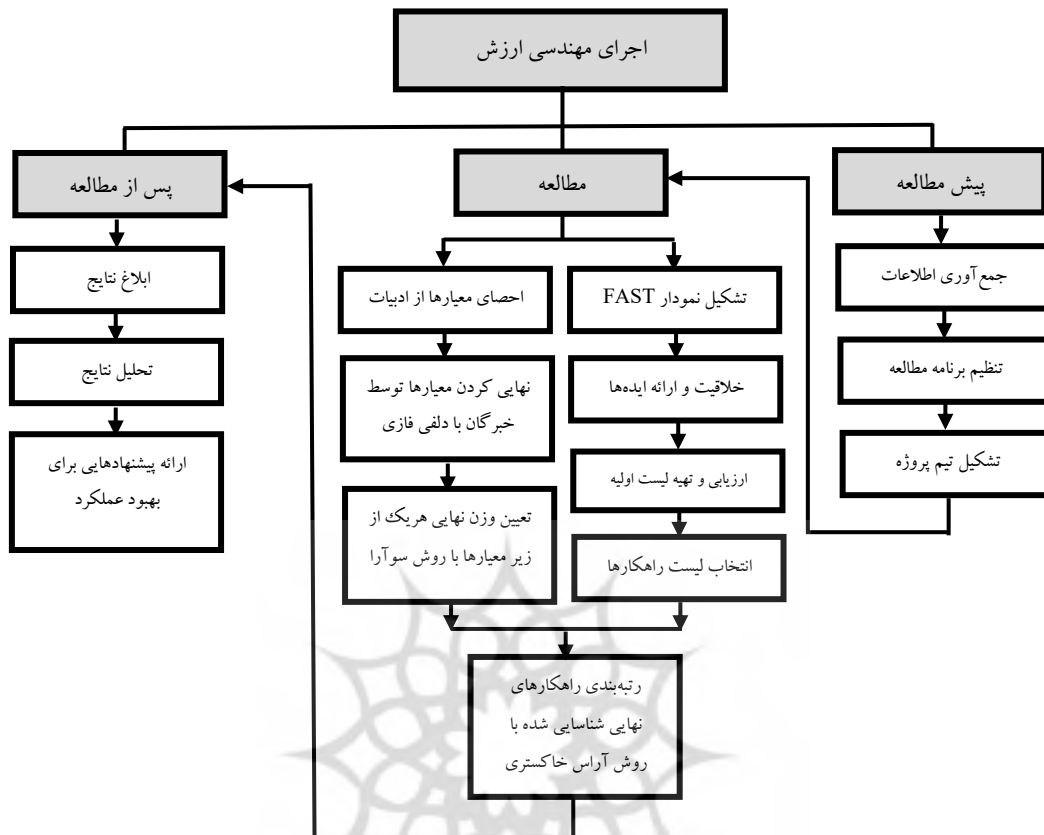 اجرای مهندسی ارزش
پیش مطالعه
جمع‌آوری اطلاعات
تنظیم برنامه مطالعه
تشکیل تیم پروژه
مطالعه
تشکیل نمودار FAST
خلاقیت و ارائه ایده‌ها
ارزیابی و تهیه لیست اولیه
انتخاب لیست راهکارها
احصای معیارها از ادبیات
نهایی کردن معیارها توسط
خبرگان با دلفی فازی
تعیین وزن نهایی هریک از
زیر معیارها با روش سوآرا
رتبه‌بندی راهکارهای
نهایی شناسایی شده با
روش آراس خاکستری
پس از مطالعه
ابلاغ نتایج
تحلیل نتایج
ارائه پیشنهادهایی برای
بهبود عملکرد